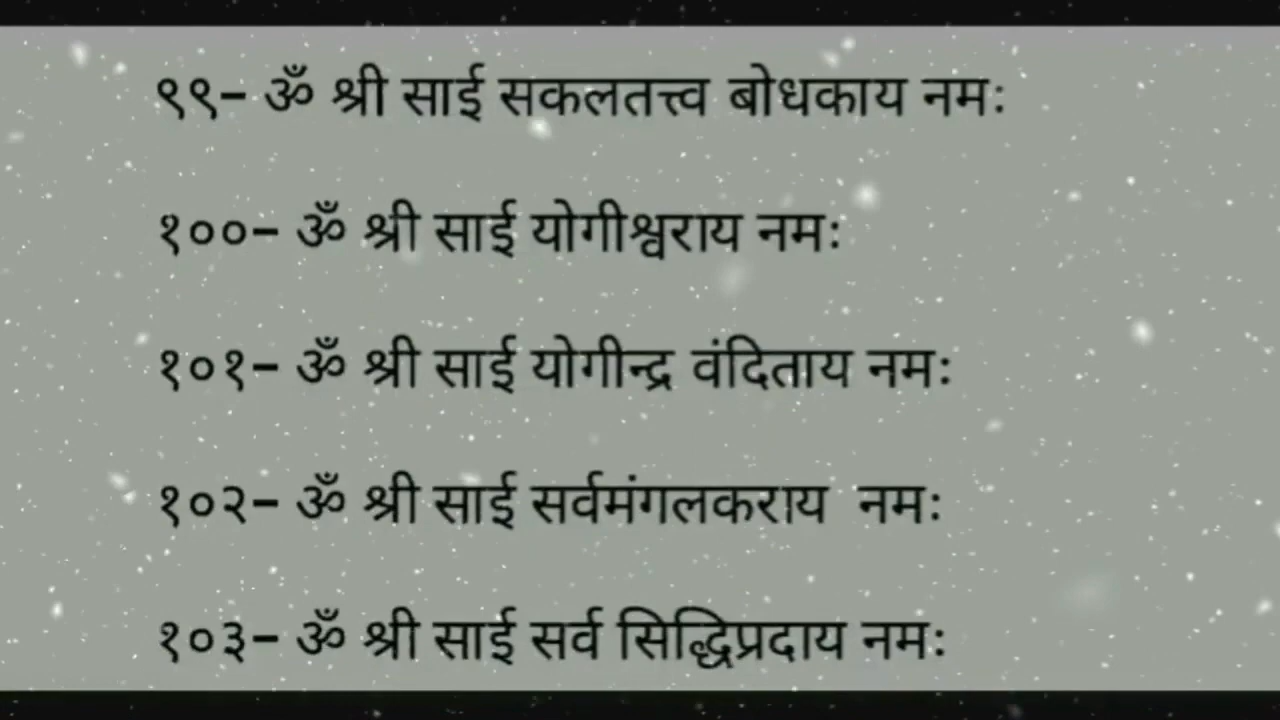 ९९– ॐ श्री साई सकलतत्त्व बोधकाय नमः
१००– ॐ श्री साई योगीश्वराय नमः
१०१– ॐ श्री साई योगीन्द्र वंदिताय नमः
१०२– ॐ श्री साई सर्वमंगलकराय नमः
१०३– ॐ श्री साई सर्व सिद्धिप्रदाय नमः